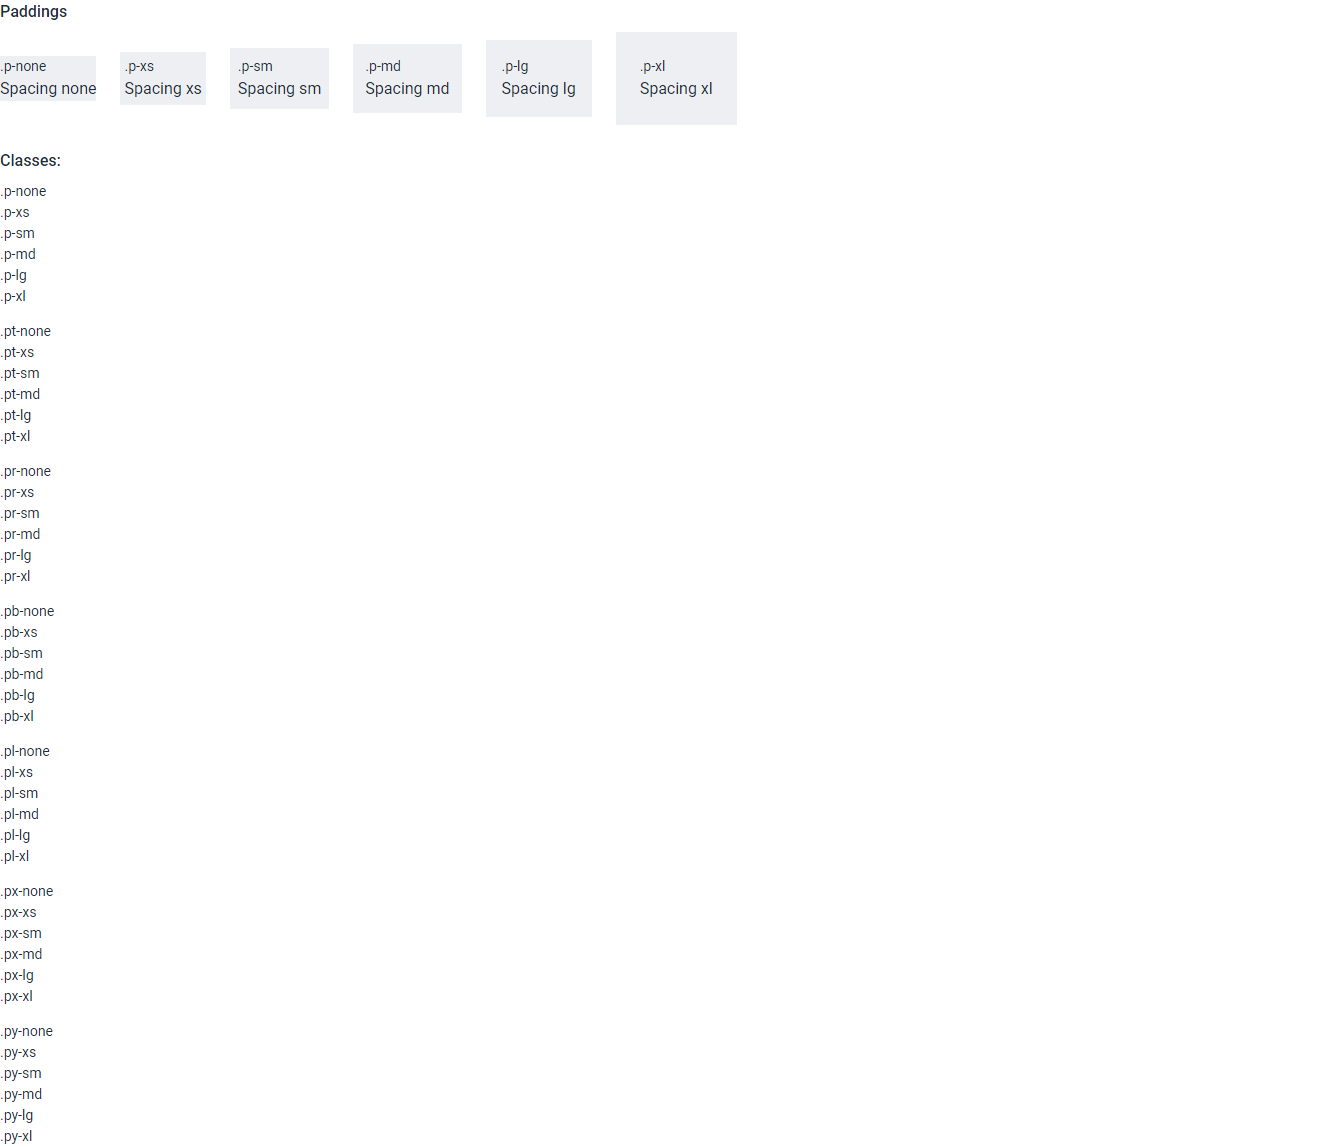 Paddings
.p-none
Spacing none
.p-xs
Spacing xs
.p-sm
Spacing sm
.p-md
Spacing md
.p-lg
Spacing lg
.p-xl
Spacing xl
Classes:
.p-none
.p-xs
.p-sm
.p-md
.p-lg
.p-xl
.pt-none
.pt-xs
.pt-sm
.pt-md
.pt-lg
.pt-xl
.pr-none
.pr-xs
.pr-sm
.pr-md
.pr-lg
.pr-xl
.pb-none
.pb-xs
.pb-sm
.pb-md
.pb-lg
.pb-xl
.pl-none
.pl-xs
.pl-sm
.pl-md
.pl-lg
.pl-xl
.px-none
.px-xs
.px-sm
.px-md
.px-lg
.px-xl
.py-none
.py-xs
.py-sm
.py-md
.py-lg
.py-xl